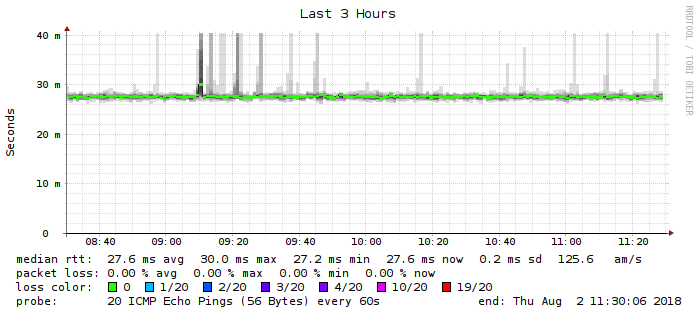 Last 3 Hours
RRDTOOL / TOBI OETIKER
Seconds
40 m
30 m
20 m
10 m
0
08:40 09:00 09:20 09:40 10:00 10:20 10:40 11:00 11:20
median rtt: 27.6 ms avg 30.0 ms max 27.2 ms min 27.6 ms now 0.2 ms sd 125.6 am/s
packet loss: 0.00 % avg 0.00 % max 0.00 % min 0.00 % now
loss color: 0 1/20 2/20 3/20 4/20 10/20 19/20
probe: 20 ICMP Echo Pings (56 Bytes) every 60s end: Thu Aug 2 11:30:06 2018